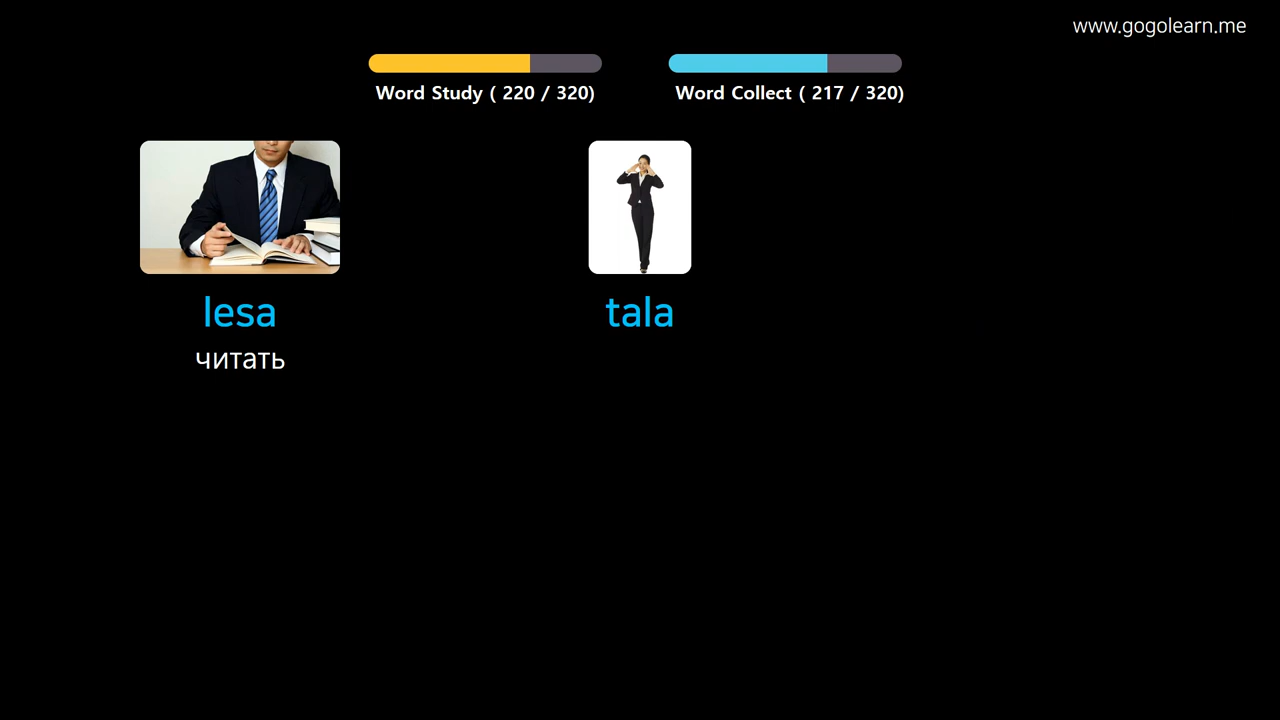 www.gogolearn.me
Word Study ( 220 / 320)
Word Collect ( 217 / 320)
lesa
tala
читать